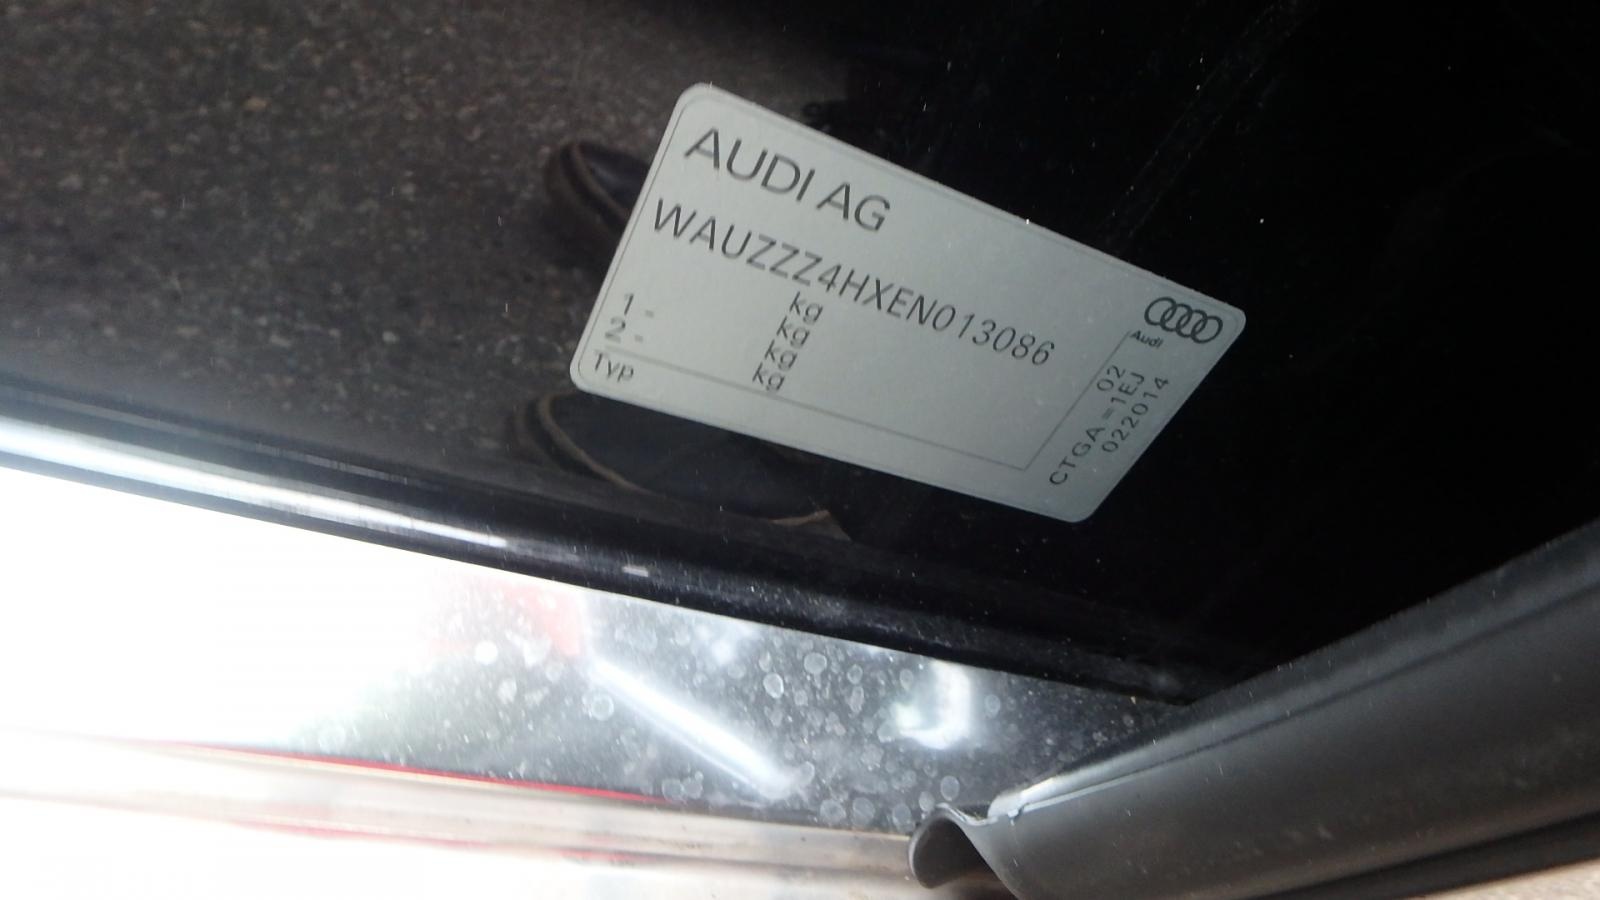 AUDI AG
WAUZZZ4HXEN013086
kg
kg
1 - kg
2 - kg
Typ
Audi
02
CTGA = 1EJ
022014